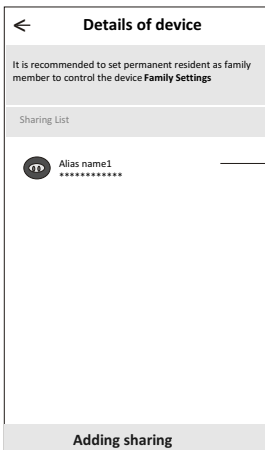 Details of device
It is recommended to set permanent resident as family
member to control the device Family Settings
Sharing List
Alias name1
************
Adding sharing